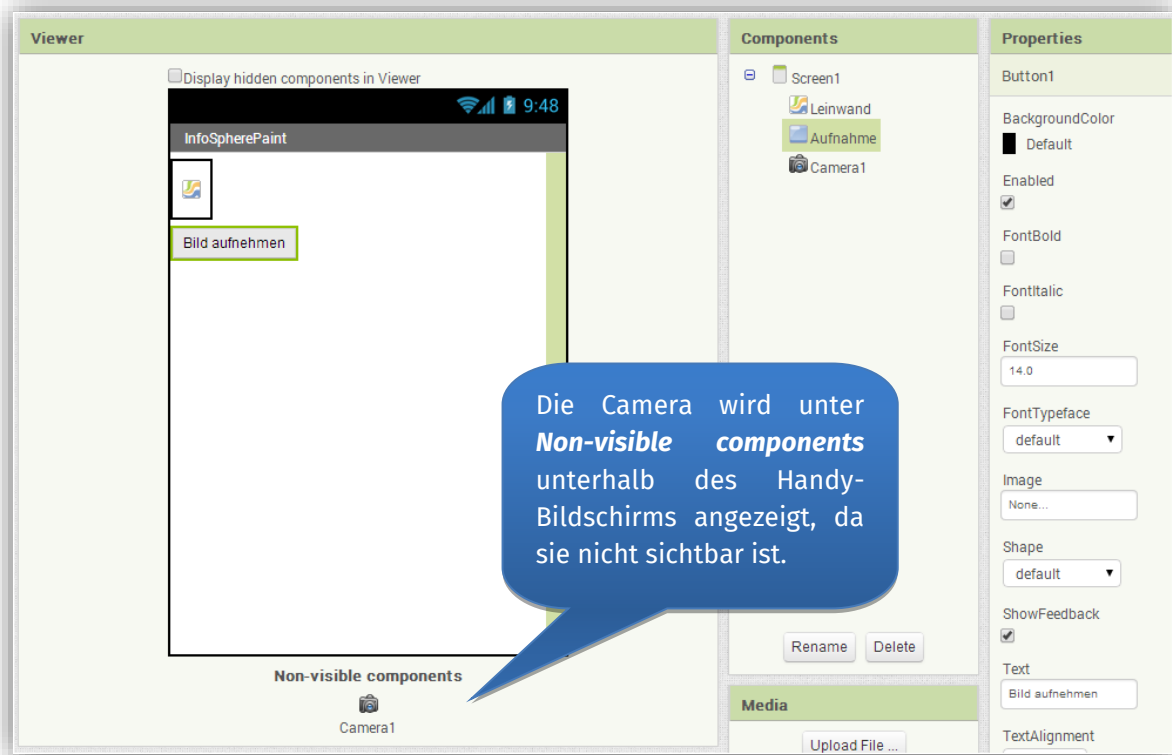 Viewer
Display hidden components in Viewer
9:48
InfoSpherePaint
Bild aufnehmen
Die Camera wird unter
Non-visible components
unterhalb des Handy-
Bildschirms angezeigt, da
sie nicht sichtbar ist.
Non-visible components
Camera1
Components
Screen1
Leinwand
Aufnahme
Camera1
Rename Delete
Media
Upload File ...
Properties
Button1
BackgroundColor
Default
Enabled
FontBold
FontItalic
FontSize
14.0
FontTypeface
default
Image
None...
Shape
default
ShowFeedback
Text
Bild aufnehmen
TextAlignment